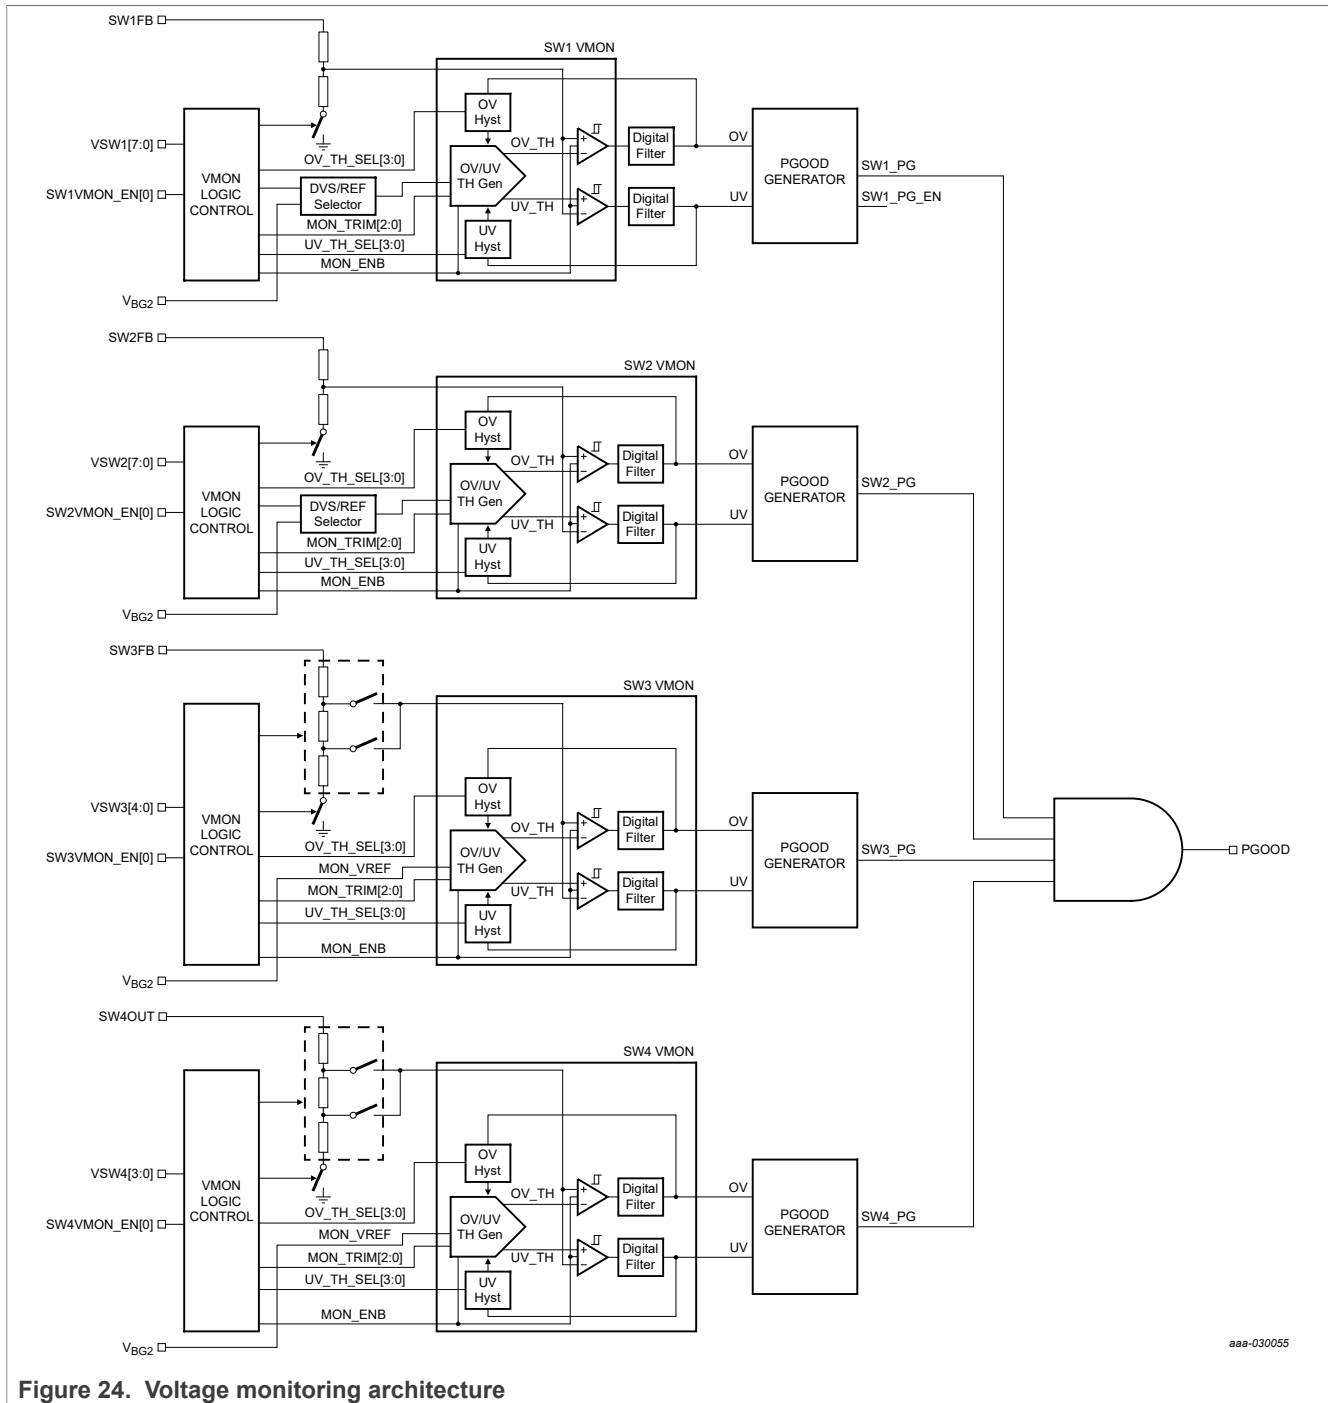 SW1FB
SW1 VMON
OV
Hyst
VSW1[7:0]
SW1VMON_EN[0]
VMON
LOGIC
CONTROL
OV_TH_SEL[3:0]
DVS/REF
Selector
MON_TRIM[2:0]
UV_TH_SEL[3:0]
MON_ENB
OV/UV
TH Gen
OV_TH
UV_TH
UV
Hyst
Digital
Filter
Digital
Filter
OV
UV
PGOOD
GENERATOR
SW1_PG
SW1_PG_EN
VBG2
SW2FB
SW2 VMON
OV
Hyst
VSW2[7:0]
SW2VMON_EN[0]
VMON
LOGIC
CONTROL
OV_TH_SEL[3:0]
DVS/REF
Selector
MON_TRIM[2:0]
UV_TH_SEL[3:0]
MON_ENB
OV/UV
TH Gen
OV_TH
UV_TH
UV
Hyst
Digital
Filter
Digital
Filter
OV
UV
PGOOD
GENERATOR
SW2_PG
VBG2
SW3FB
SW3 VMON
OV
Hyst
VSW3[4:0]
SW3VMON_EN[0]
VMON
LOGIC
CONTROL
OV_TH_SEL[3:0]
MON_VREF
MON_TRIM[2:0]
UV_TH_SEL[3:0]
MON_ENB
OV/UV
TH Gen
OV_TH
UV_TH
UV
Hyst
Digital
Filter
Digital
Filter
OV
UV
PGOOD
GENERATOR
SW3_PG
PGOOD
VBG2
SW4OUT
SW4 VMON
OV
Hyst
VSW4[3:0]
SW4VMON_EN[0]
VMON
LOGIC
CONTROL
OV_TH_SEL[3:0]
MON_VREF
MON_TRIM[2:0]
UV_TH_SEL[3:0]
MON_ENB
OV/UV
TH Gen
OV_TH
UV_TH
UV
Hyst
Digital
Filter
Digital
Filter
OV
UV
PGOOD
GENERATOR
SW4_PG
VBG2
aaa-030055
Figure 24. Voltage monitoring architecture